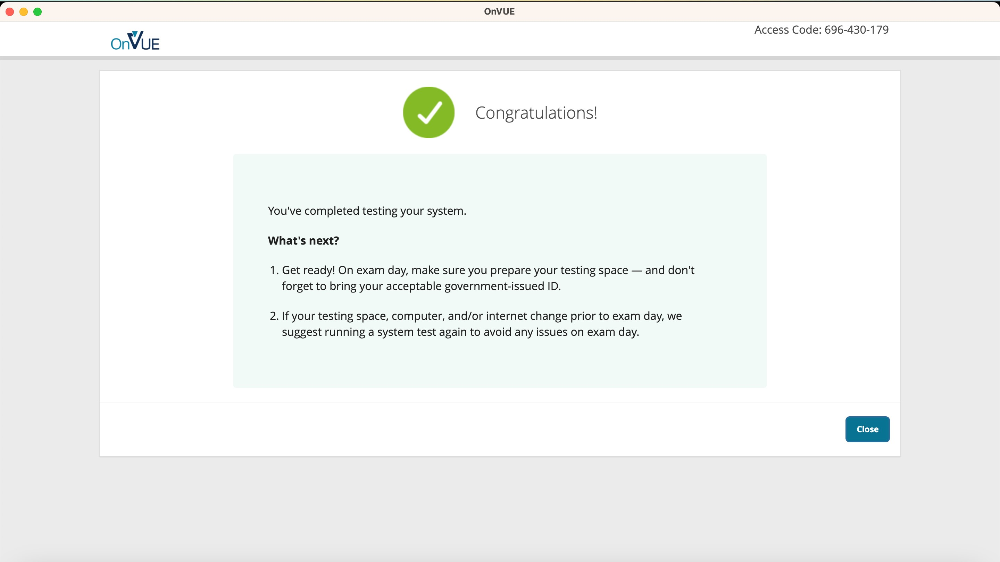 OnVUE
Access Code: 696-430-179
OnVUE
Congratulations!
You've completed testing your system.
What's next?
1. Get ready! On exam day, make sure you prepare your testing space — and don't
forget to bring your acceptable government-issued ID.
2. If your testing space, computer, and/or internet change prior to exam day, we
suggest running a system test again to avoid any issues on exam day.
Close